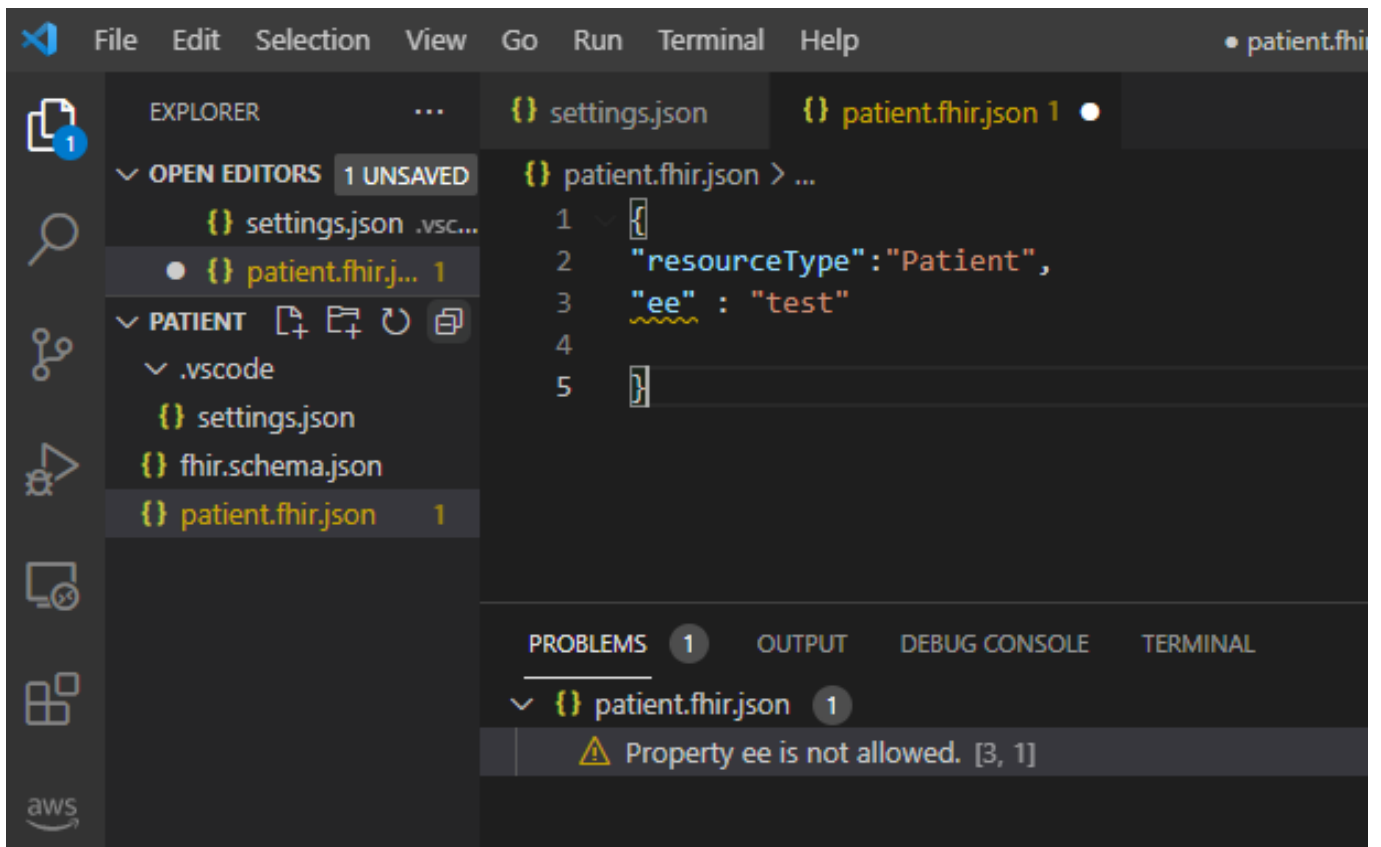 File Edit Selection View Go Run Terminal Help ● patient.fhi
EXPLORER ...
1
OPEN EDITORS 1 UNSAVED
{} settings.json .vsc...
● {} patient.fhir.j... 1
PATIENT
.vscode
{} settings.json
{} fhir.schema.json
{} patient.fhir.json 1
aws
{} settings.json {} patient.fhir.json 1 ●
{} patient.fhir.json > ...
1 {
2 "resourceType":"Patient",
3 "ee" : "test"
4
5 }
PROBLEMS 1 OUTPUT DEBUG CONSOLE TERMINAL
{} patient.fhir.json 1
Property ee is not allowed. [3, 1]